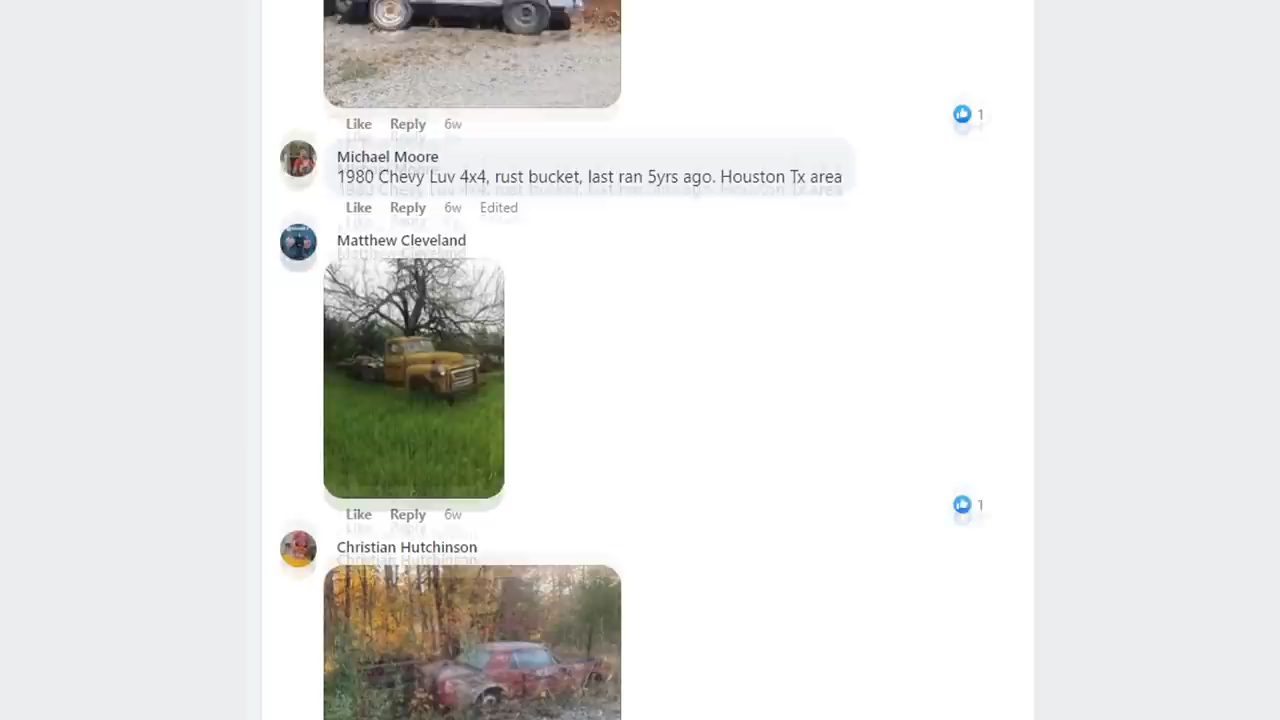 Like Reply 6w
1
Michael Moore
1980 Chevy Luv 4x4, rust bucket, last ran 5yrs ago. Houston Tx area
Like Reply 6w Edited
Matthew Cleveland
Like Reply 6w
1
Christian Hutchinson